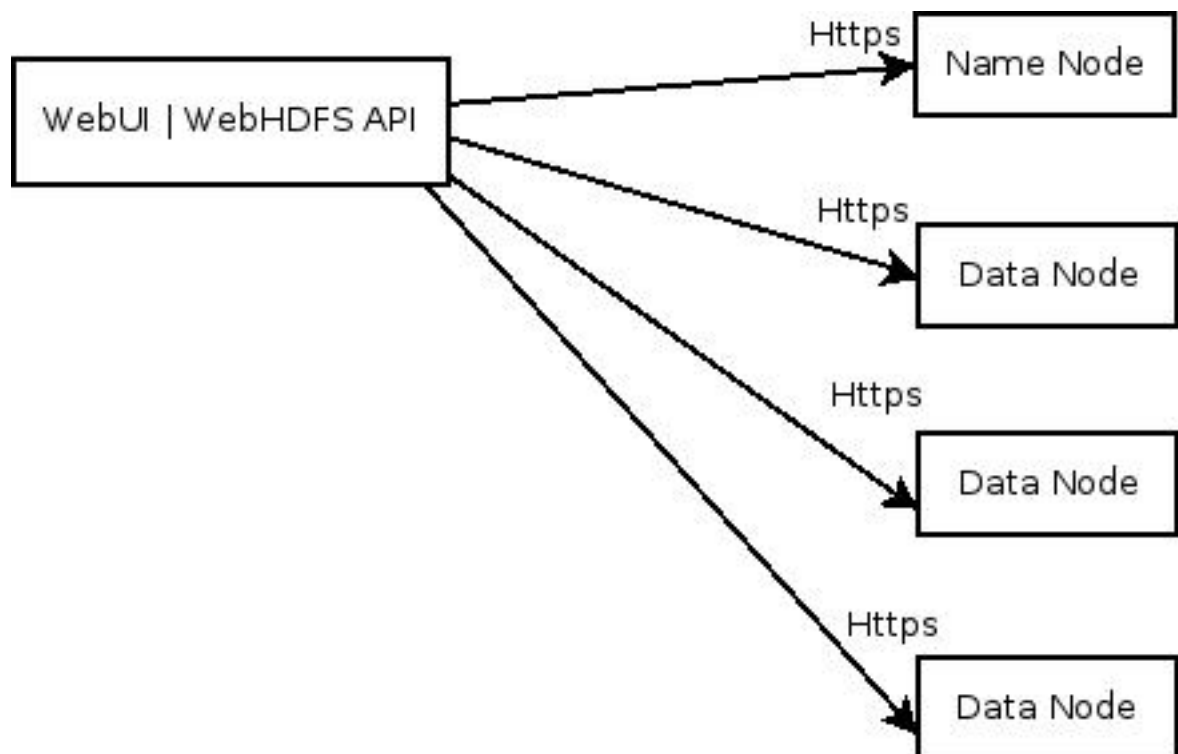 Https
Name Node
WebUI | WebHDFS API
Https
Data Node
Https
Data Node
Https
Data Node